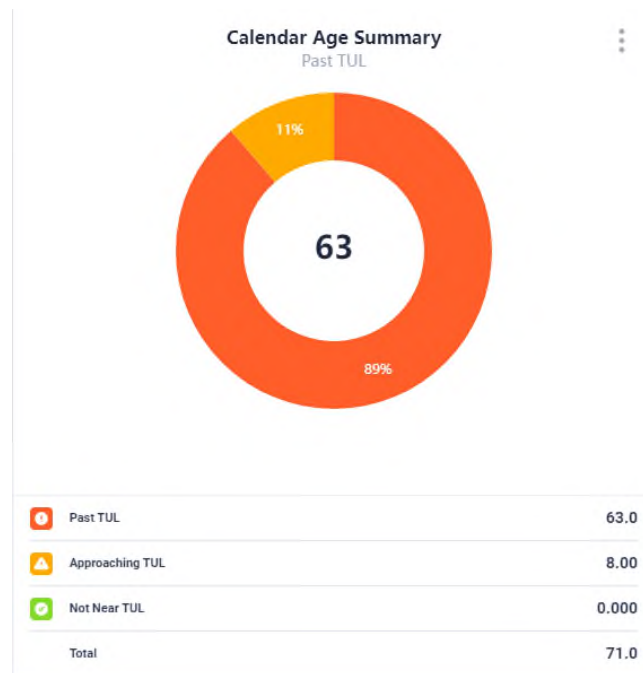 Calendar Age Summary
Past TUL
11%
63
89%
Past TUL 63.0
Approaching TUL 8.00
Not Near TUL 0.000
Total 71.0